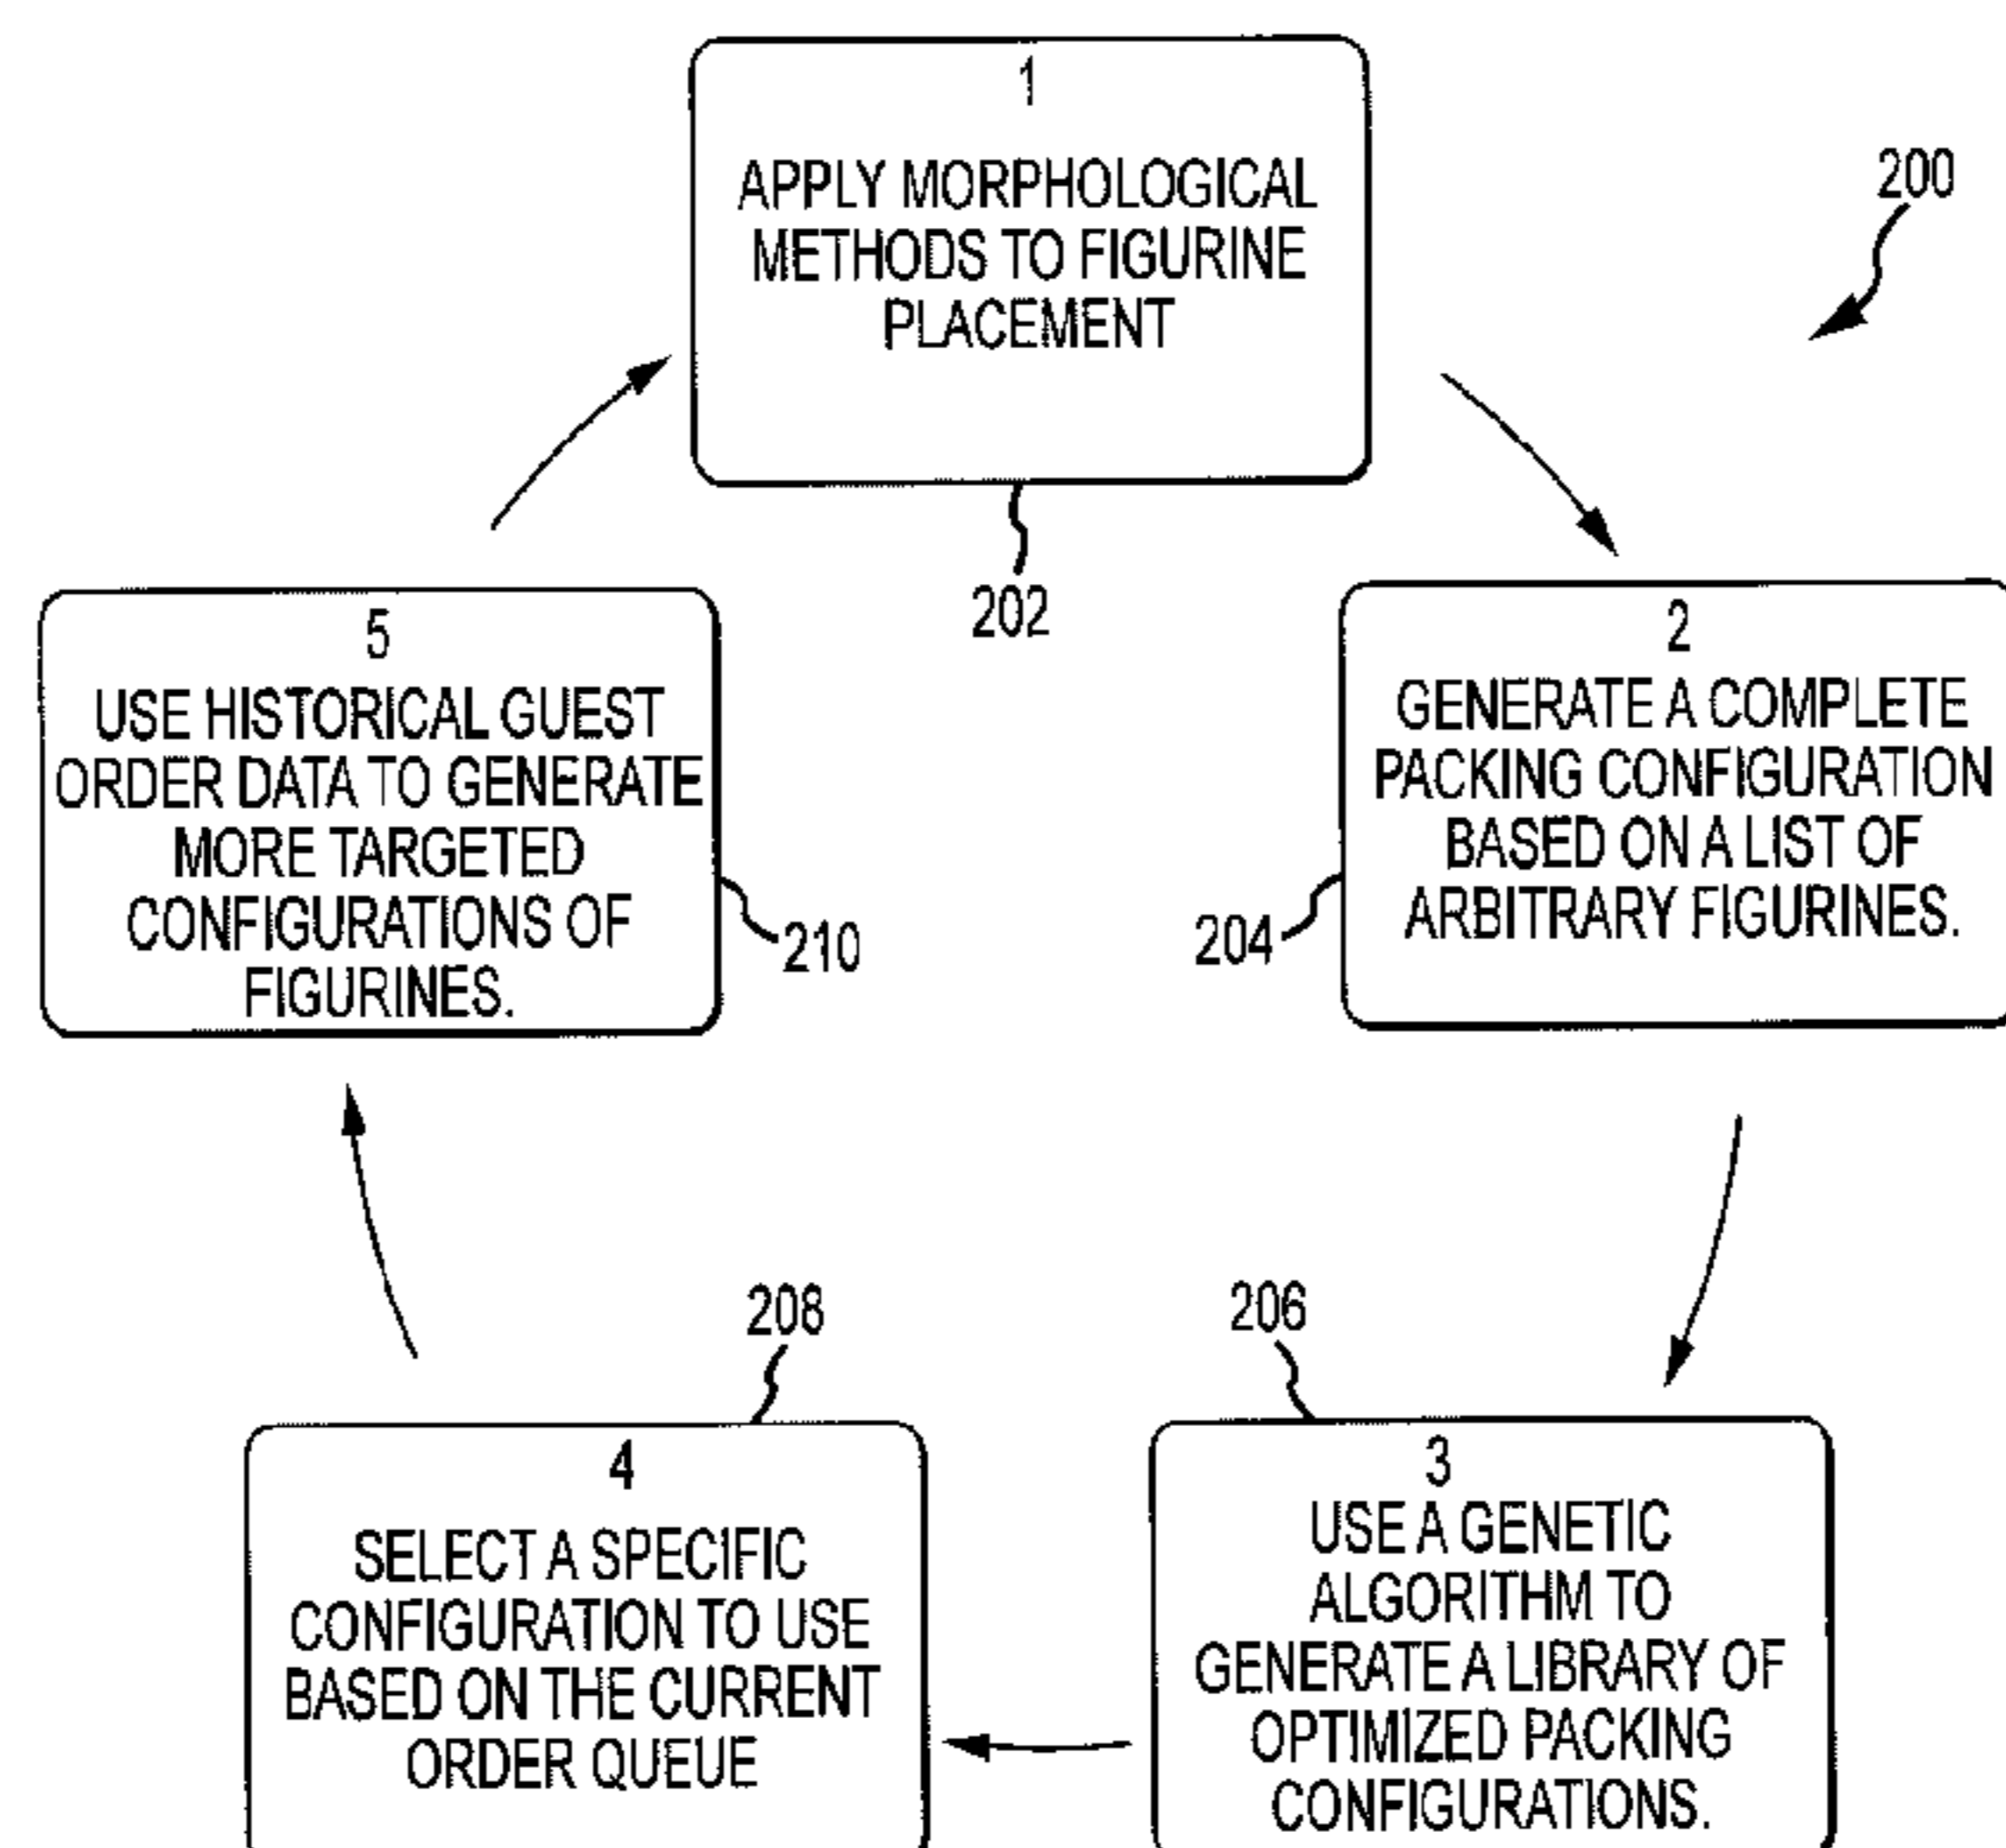 1
APPLY MORPHOLOGICAL
METHODS TO FIGURINE
PLACEMENT
200
202
2
GENERATE A COMPLETE
PACKING CONFIGURATION
BASED ON A LIST OF
ARBITRARY FIGURINES.
204
5
USE HISTORICAL GUEST
ORDER DATA TO GENERATE
MORE TARGETED
CONFIGURATIONS OF
FIGURINES.
210
206
3
USE A GENETIC
ALGORITHM TO
GENERATE A LIBRARY OF
OPTIMIZED PACKING
CONFIGURATIONS.
208
4
SELECT A SPECIFIC
CONFIGURATION TO USE
BASED ON THE CURRENT
ORDER QUEUE